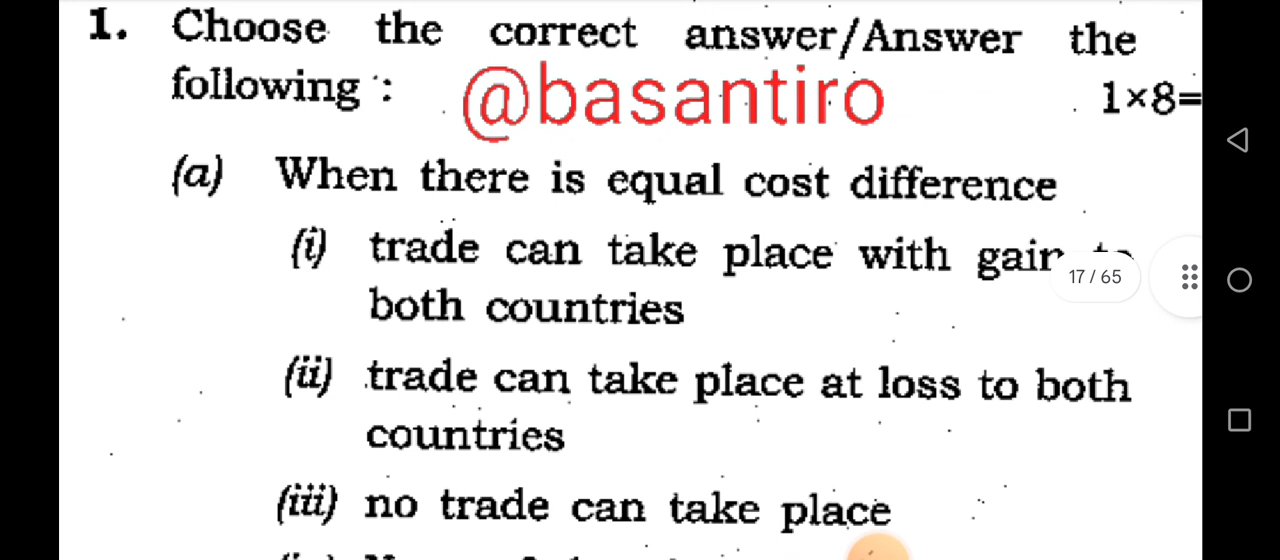 1. Choose the correct answer/Answer the
following : 1×8=
@basantiro
(a) When there is equal cost difference
(i) trade can take place with gain
17 / 65
both countries
(ii) trade can take place at loss to both
countries
(iii) no trade can take place